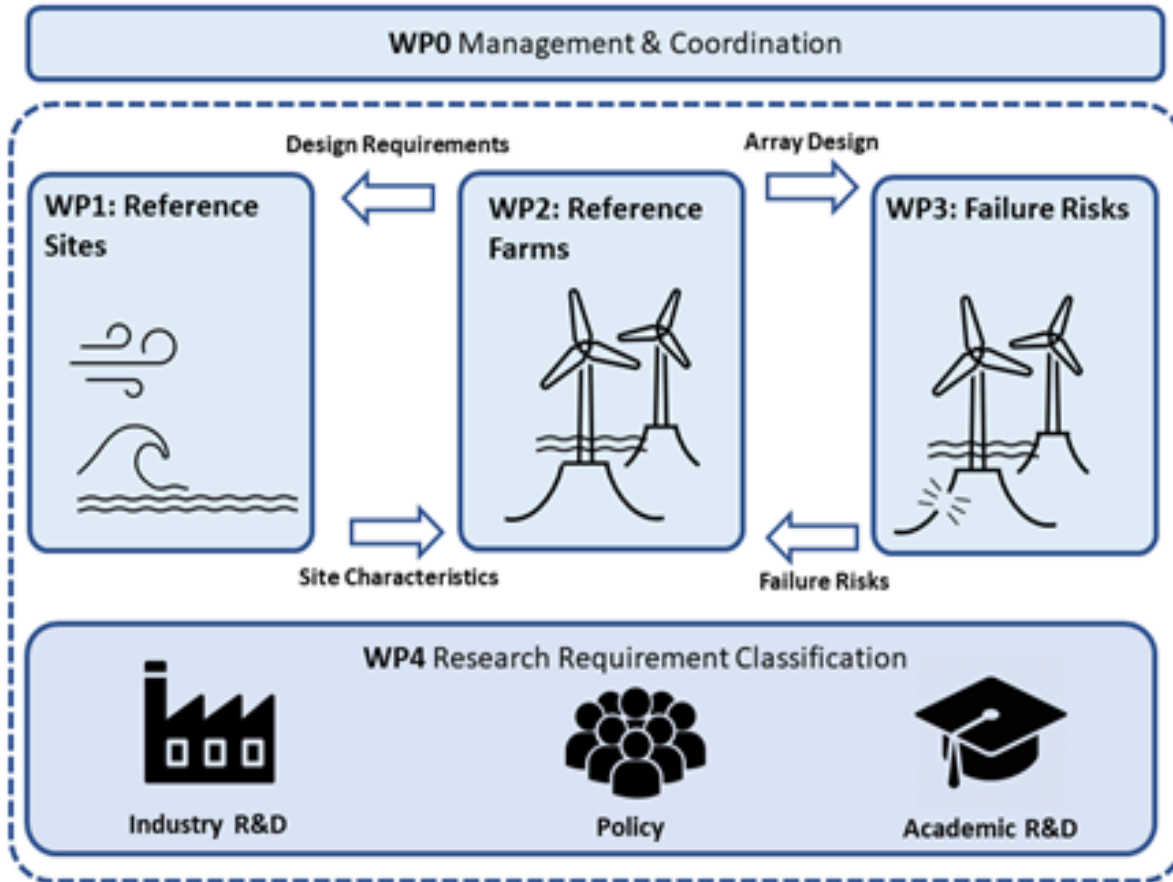 WP0 Management & Coordination
Design Requirements
Array Design
WP1: Reference
Sites
WP2: Reference
Farms
WP3: Failure Risks
Site Characteristics
Failure Risks
WP4 Research Requirement Classification
Industry R&D
Policy
Academic R&D